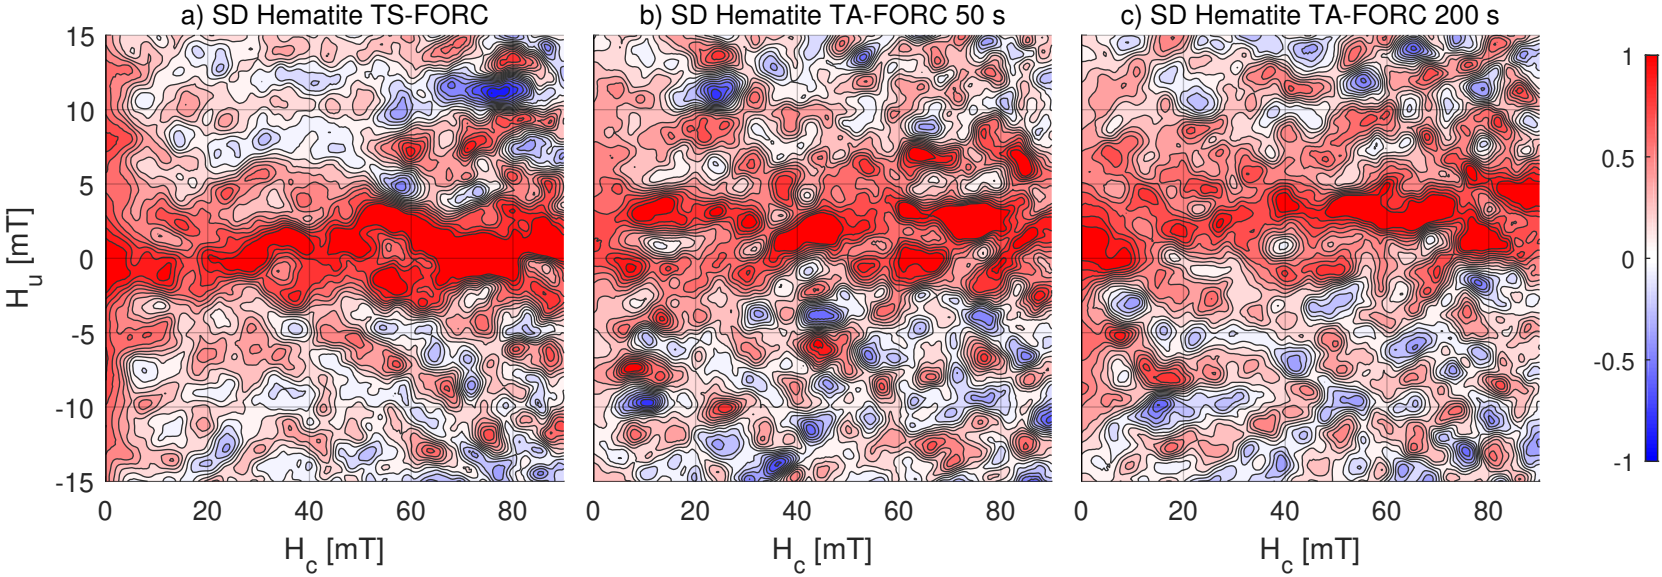 a) SD Hematite TS-FORC
b) SD Hematite TA-FORC 50 s
c) SD Hematite TA-FORC 200 s
15
10
5
0
-5
-10
-15
H_u [mT]
0 20 40 60 80
0 20 40 60 80
0 20 40 60 80
H_c [mT]
H_c [mT]
H_c [mT]
1
0.5
0
-0.5
-1